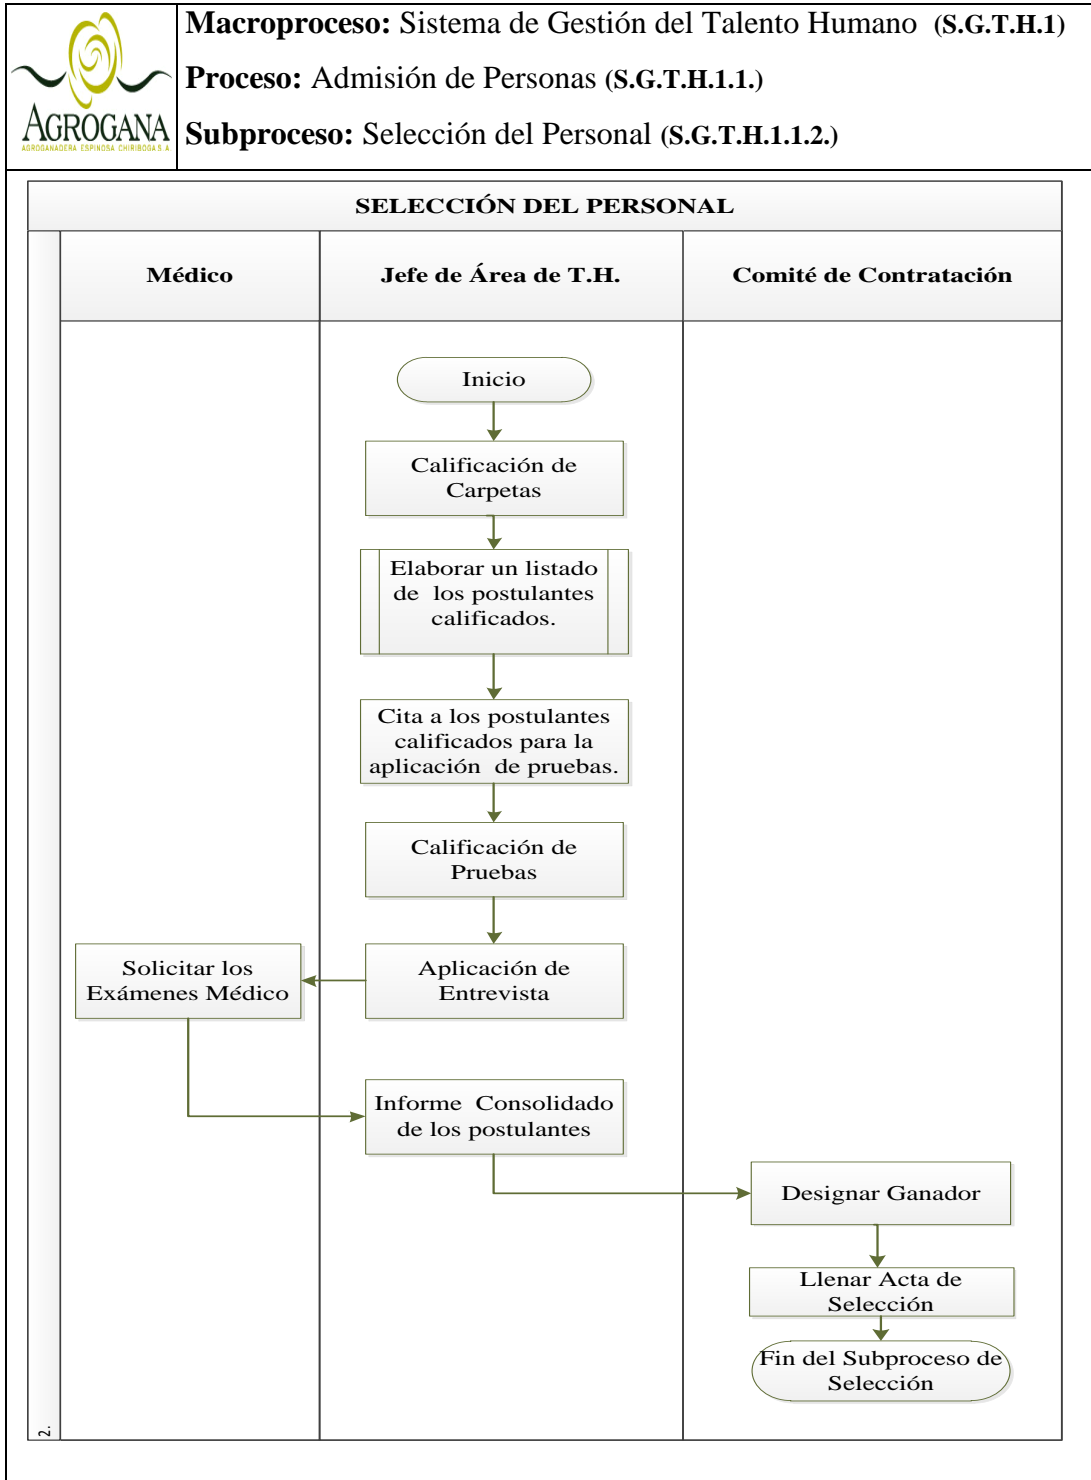 Macroproceso: Sistema de Gestión del Talento Humano (S.G.T.H.1)
Proceso: Admisión de Personas (S.G.T.H.1.1.)
Subproceso: Selección del Personal (S.G.T.H.1.1.2.)
AGROGANA
AGROGANADERA ESPINOSA CHIRIBOGA S.A
SELECCIÓN DEL PERSONAL
Médico
Jefe de Área de T.H.
Comité de Contratación
Inicio
Calificación de
Carpetas
Elaborar un listado
de los postulantes
calificados.
Cita a los postulantes
calificados para la
aplicación de pruebas.
Calificación de
Pruebas
Aplicación de
Entrevista
Solicitar los
Exámenes Médico
Informe Consolidado
de los postulantes
Designar Ganador
Llenar Acta de
Selección
Fin del Subproceso de
Selección
2.